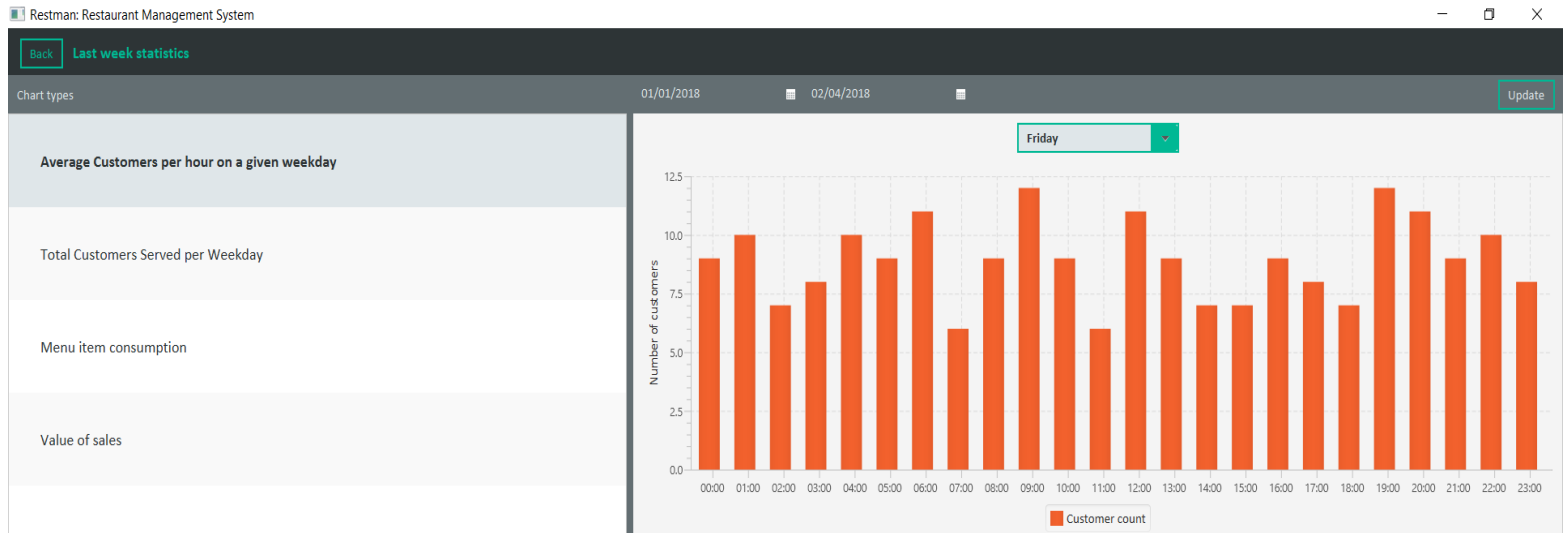 Restman: Restaurant Management System
Back Last week statistics
Chart types 01/01/2018 02/04/2018 Update
Average Customers per hour on a given weekday
Total Customers Served per Weekday
Menu item consumption
Value of sales
Friday
Number of customers
12.5
10.0
7.5
5.0
2.5
0.0
00:00 01:00 02:00 03:00 04:00 05:00 06:00 07:00 08:00 09:00 10:00 11:00 12:00 13:00 14:00 15:00 16:00 17:00 18:00 19:00 20:00 21:00 22:00 23:00
Customer count